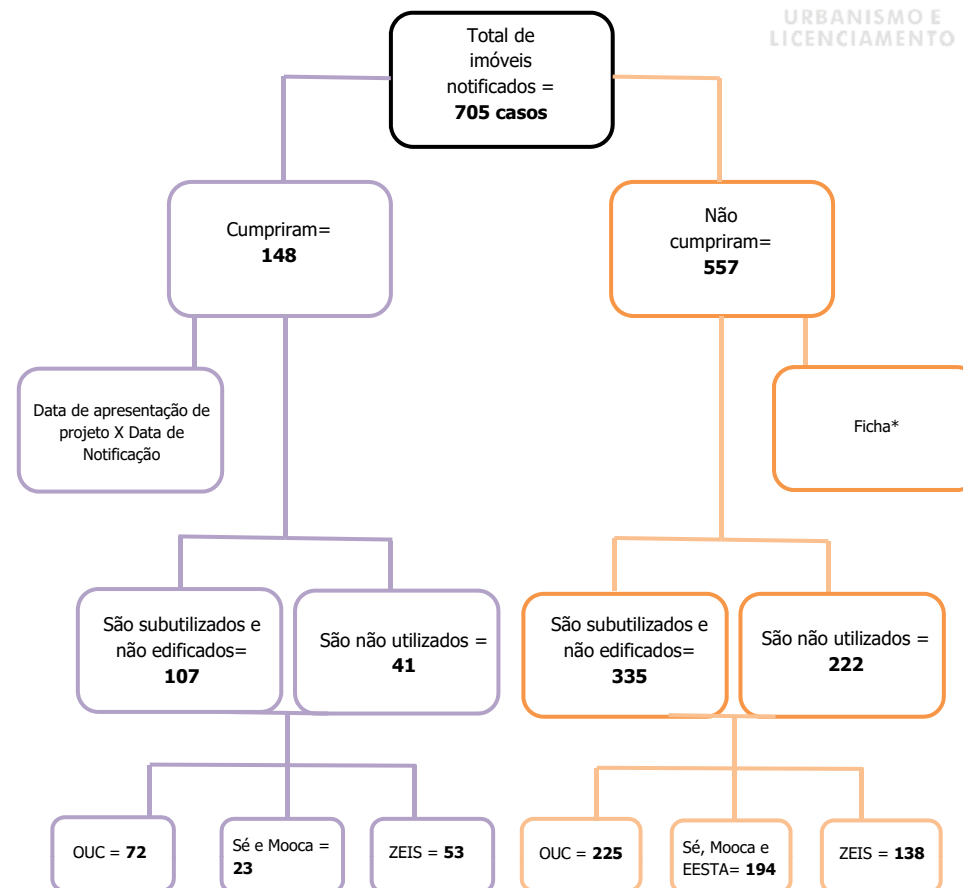 URBANISMO E
LICENCIAMENTO
Total de
imóveis
notificados =
705 casos
Cumpriram=
148
Não
cumpriram=
557
Data de apresentação de
projeto X Data de
Notificação
Ficha*
São subutilizados e
não edificados=
107
São não utilizados =
41
São subutilizados e
não edificados=
335
São não utilizados =
222
OUC = 72
Sé e Mooca =
23
ZEIS = 53
OUC = 225
Sé, Mooca e
EESTA= 194
ZEIS = 138